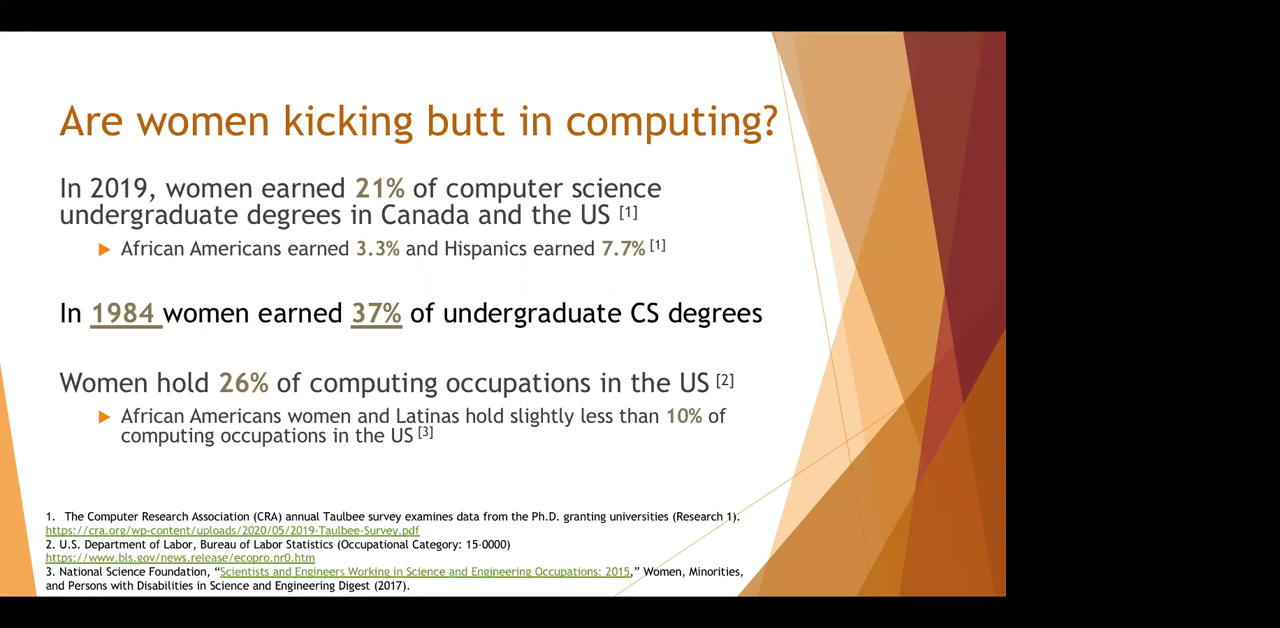 Are women kicking butt in computing?
In 2019, women earned 21% of computer science
undergraduate degrees in Canada and the US [1]
African Americans earned 3.3% and Hispanics earned 7.7% [1]
In 1984 women earned 37% of undergraduate CS degrees
Women hold 26% of computing occupations in the US [2]
African Americans women and Latinas hold slightly less than 10% of
computing occupations in the US [3]
1. The Computer Research Association (CRA) annual Taulbee survey examines data from the Ph.D. granting universities (Research 1).
https://cra.org/wp-content/uploads/2020/05/2019-Taulbee-Survey.pdf
2. U.S. Department of Labor, Bureau of Labor Statistics (Occupational Category: 15-0000)
https://www.bls.gov/news.release/ecopro.nr0.htm
3. National Science Foundation, “Scientists and Engineers Working in Science and Engineering Occupations: 2015,” Women, Minorities,
and Persons with Disabilities in Science and Engineering Digest (2017).